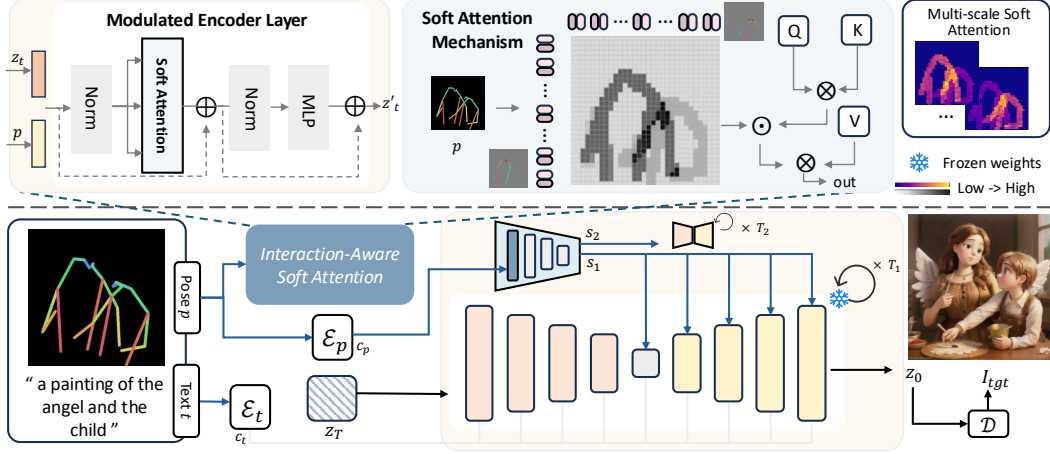 Modulated Encoder Layer
z_t
p
Norm
Soft Attention
Norm
MLP
z'_t
Soft Attention
Mechanism
p
Q
K
V
out
Multi-scale Soft
Attention
...
Frozen weights
Low -> High
Pose p
Text t
Interaction-Aware
Soft Attention
ℰ_p
c_p
ℰ_t
c_t
z_T
s_2
s_1
× T_2
× T_1
“ a painting of the
angel and the
child ”
z_0
I_tgt
𝒟